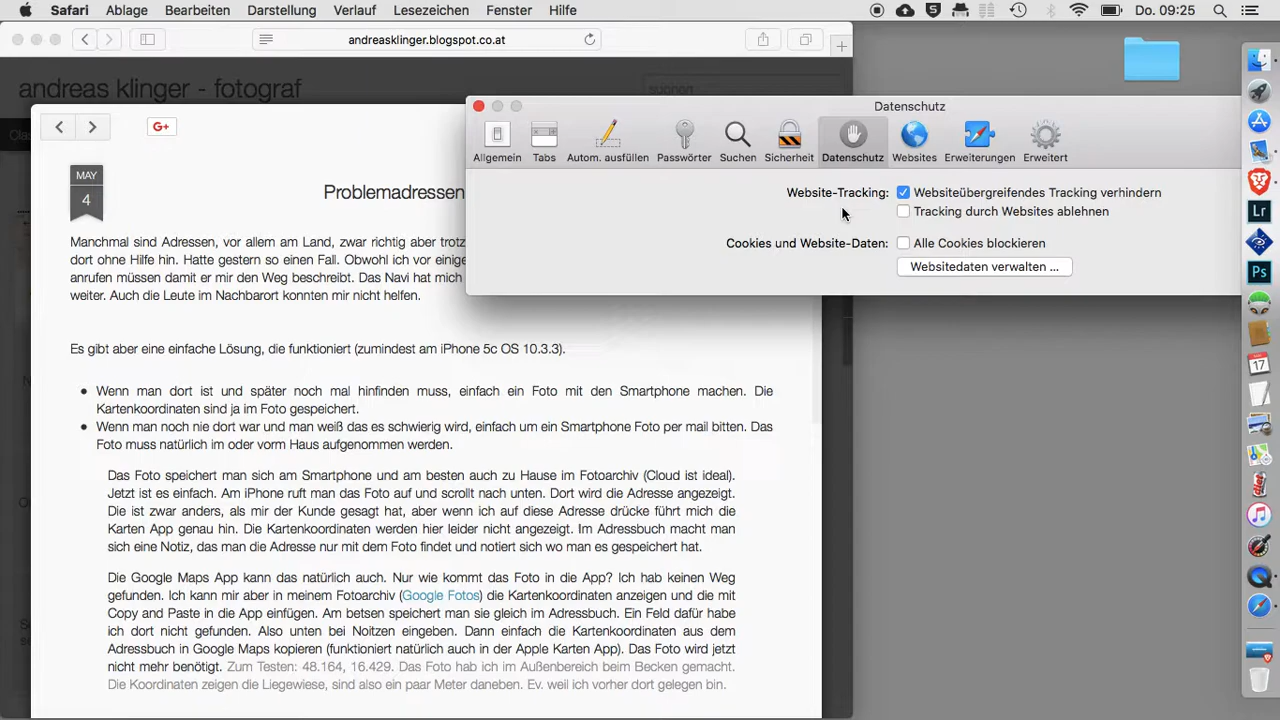 Safari Ablage Bearbeiten Darstellung Verlauf Lesezeichen Fenster Hilfe Do. 09:25
andreasklinger.blogspot.co.at
andreas klinger - fotograf
suchen
Datenschutz
Allgemein Tabs Autom. ausfüllen Passwörter Suchen Sicherheit Datenschutz Websites Erweiterungen Erweitert
Website-Tracking: Websiteübergreifendes Tracking verhindern
Tracking durch Websites ablehnen
Cookies und Website-Daten: Alle Cookies blockieren
Websitedaten verwalten ...
G+
MAY
4
Problemadressen
Manchmal sind Adressen, vor allem am Land, zwar richtig aber trotz
dort ohne Hilfe hin. Hatte gestern so einen Fall. Obwohl ich vor einige
anrufen müssen damit er mir den Weg beschreibt. Das Navi hat mich
weiter. Auch die Leute im Nachbarort konnten mir nicht helfen.
Es gibt aber eine einfache Lösung, die funktioniert (zumindest am iPhone 5c OS 10.3.3).
Wenn man dort ist und später noch mal hinfinden muss, einfach ein Foto mit den Smartphone machen. Die
Kartenkoordinaten sind ja im Foto gespeichert.
Wenn man noch nie dort war und man weiß das es schwierig wird, einfach um ein Smartphone Foto per mail bitten. Das
Foto muss natürlich im oder vorm Haus aufgenommen werden.
Das Foto speichert man sich am Smartphone und am besten auch zu Hause im Fotoarchiv (Cloud ist ideal).
Jetzt ist es einfach. Am iPhone ruft man das Foto auf und scrollt nach unten. Dort wird die Adresse angezeigt.
Die ist zwar anders, als mir der Kunde gesagt hat, aber wenn ich auf diese Adresse drücke führt mich die
Karten App genau hin. Die Kartenkoordinaten werden hier leider nicht angezeigt. Im Adressbuch macht man
sich eine Notiz, das man die Adresse nur mit dem Foto findet und notiert sich wo man es gespeichert hat.
Die Google Maps App kann das natürlich auch. Nur wie kommt das Foto in die App? Ich hab keinen Weg
gefunden. Ich kann mir aber in meinem Fotoarchiv (Google Fotos) die Kartenkoordinaten anzeigen und die mit
Copy and Paste in die App einfügen. Am betsen speichert man sie gleich im Adressbuch. Ein Feld dafür habe
ich dort nicht gefunden. Also unten bei Noitzen eingeben. Dann einfach die Kartenkoordinaten aus dem
Adressbuch in Google Maps kopieren (funktioniert natürlich auch in der Apple Karten App). Das Foto wird jetzt
nicht mehr benötigt. Zum Testen: 48.164, 16.429. Das Foto hab ich im Außenbereich beim Becken gemacht.
Die Koordinaten zeigen die Liegewiese, sind also ein paar Meter daneben. Ev. weil ich vorher dort gelegen bin.
Lr
Ps
17